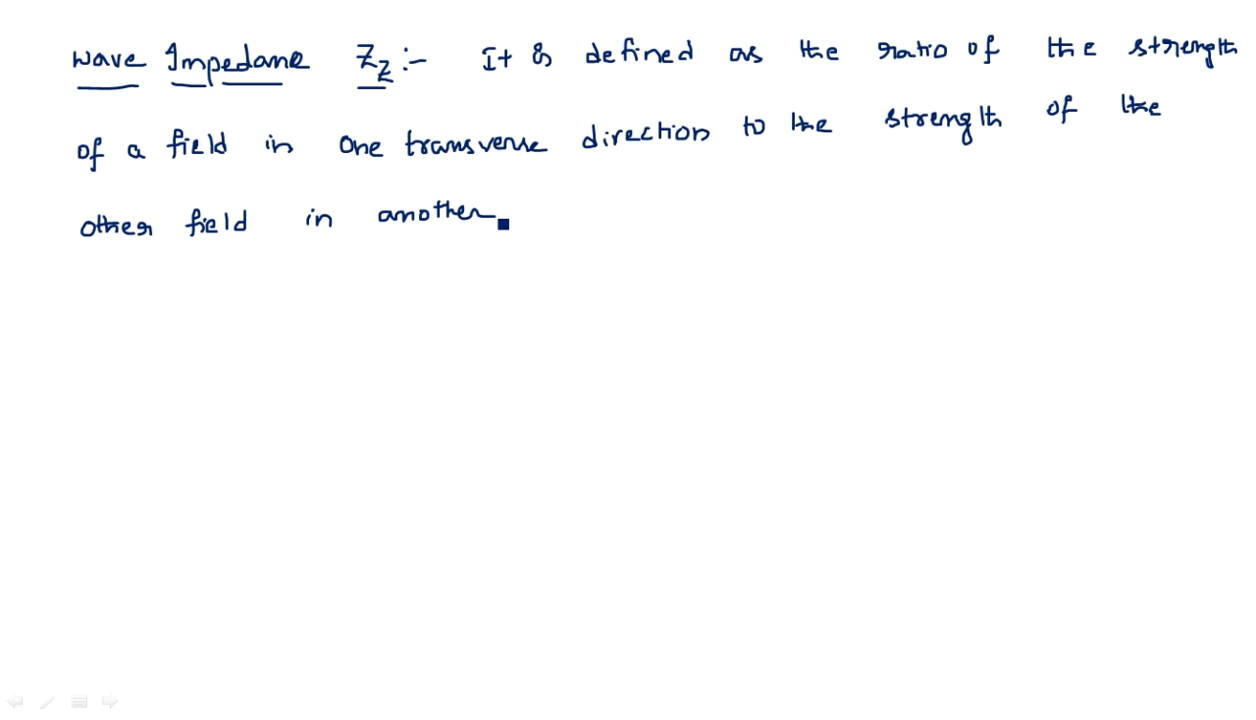 Wave Impedance Z_z :- It is defined as the ratio of the strength
of a field in one transverse direction to the strength of the
other field in another